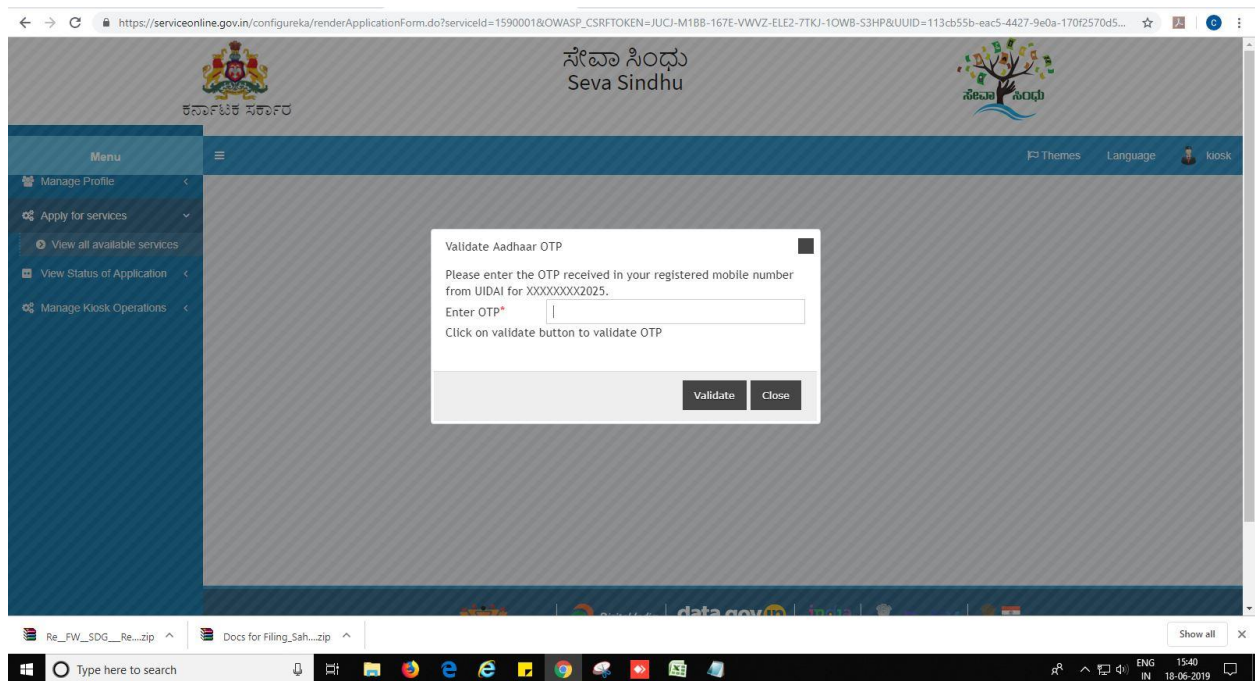 https://serviceonline.gov.in/configureka/renderApplicationForm.do?serviceId=1590001&OWASP_CSRFTOKEN=JUCJ-M1BB-167E-VWVZ-ELE2-7TKJ-1OWB-S3HP&UUID=113cb55b-eac5-4427-9e0a-170f2570d5...
C
ಕರ್ನಾಟಕ ಸರ್ಕಾರ
ಸೇವಾ ಸಿಂಧು
Seva Sindhu
ಸೇವಾ ಸಿಂಧು
Menu
Themes Language kiosk
Manage Profile
Apply for services
View all available services
View Status of Application
Manage Kiosk Operations
Validate Aadhaar OTP
Please enter the OTP received in your registered mobile number
from UIDAI for XXXXXXXX2025.
Enter OTP*
Click on validate button to validate OTP
Validate Close
data.gov.in
Re_FW_SDG__Re....zip Docs for Filing_Sah....zip Show all
Type here to search
ENG 15:40
IN 18-06-2019